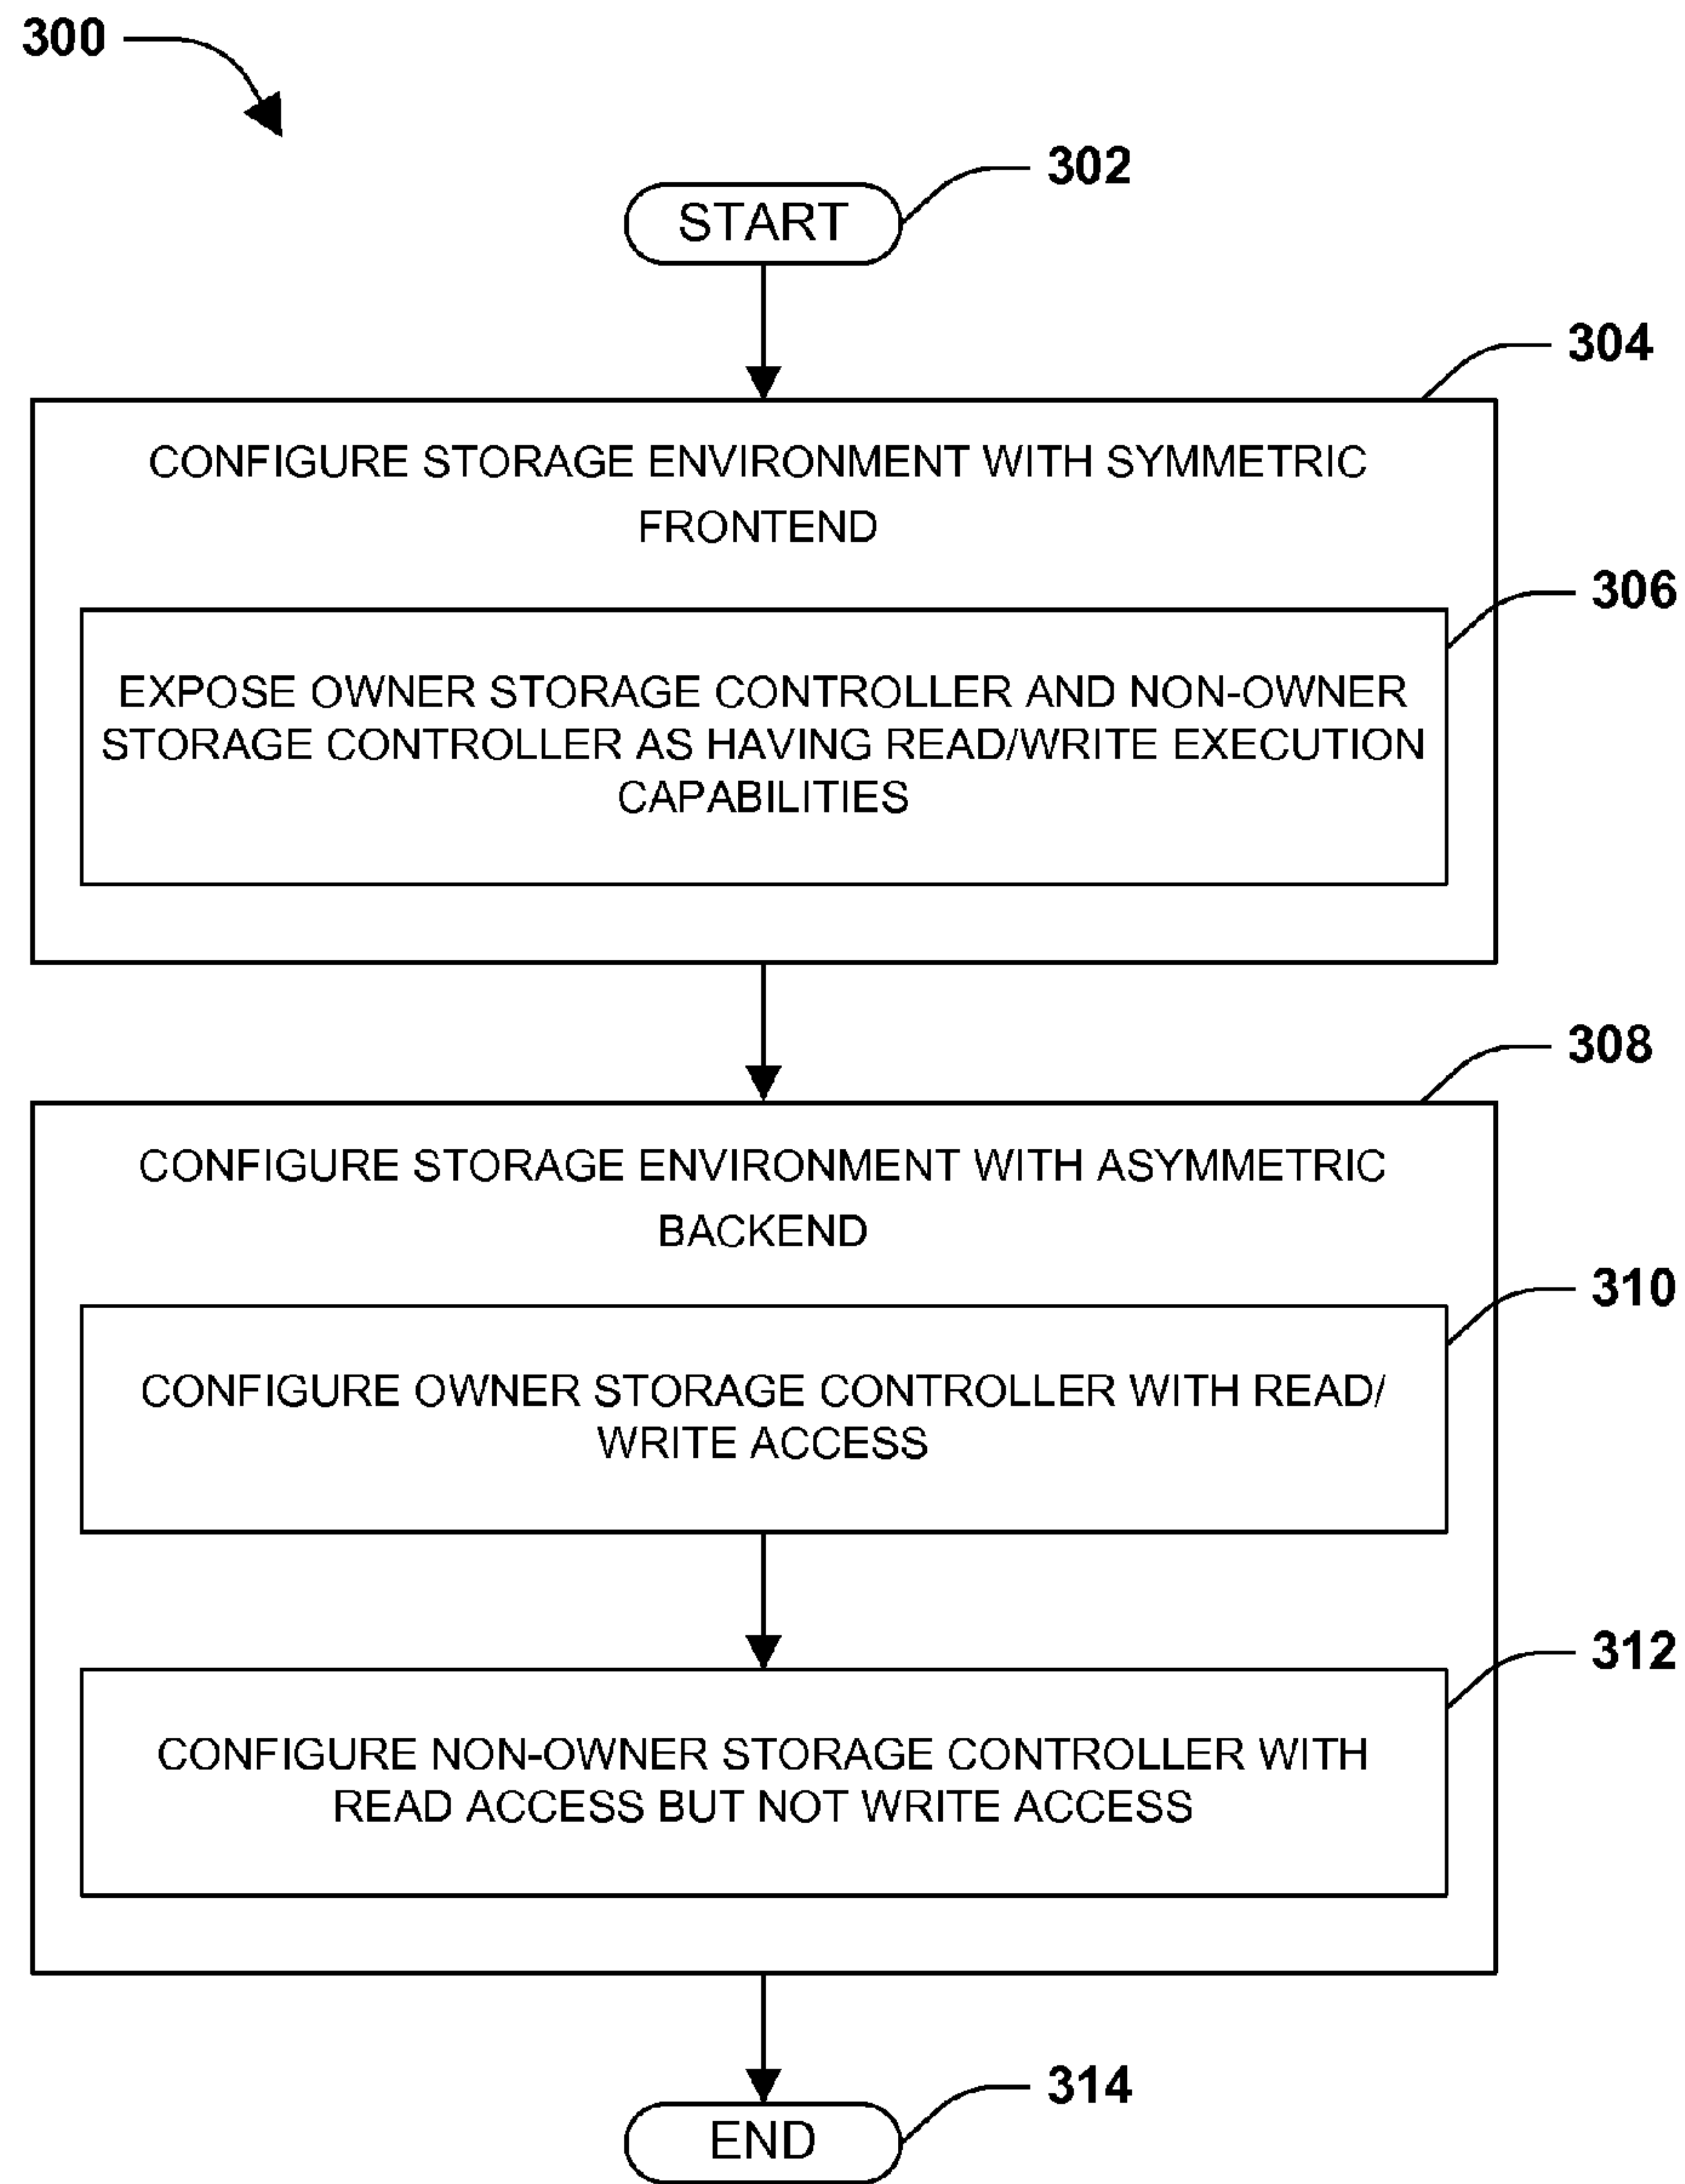 300
302
START
304
CONFIGURE STORAGE ENVIRONMENT WITH SYMMETRIC
FRONTEND
306
EXPOSE OWNER STORAGE CONTROLLER AND NON-OWNER
STORAGE CONTROLLER AS HAVING READ/WRITE EXECUTION
CAPABILITIES
308
CONFIGURE STORAGE ENVIRONMENT WITH ASYMMETRIC
BACKEND
310
CONFIGURE OWNER STORAGE CONTROLLER WITH READ/
WRITE ACCESS
312
CONFIGURE NON-OWNER STORAGE CONTROLLER WITH
READ ACCESS BUT NOT WRITE ACCESS
314
END